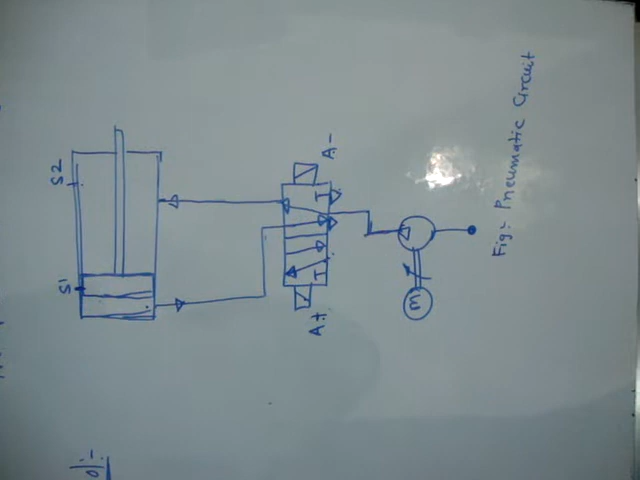 S2
S1
A-
A+
M
Fig:- Pneumatic Circuit